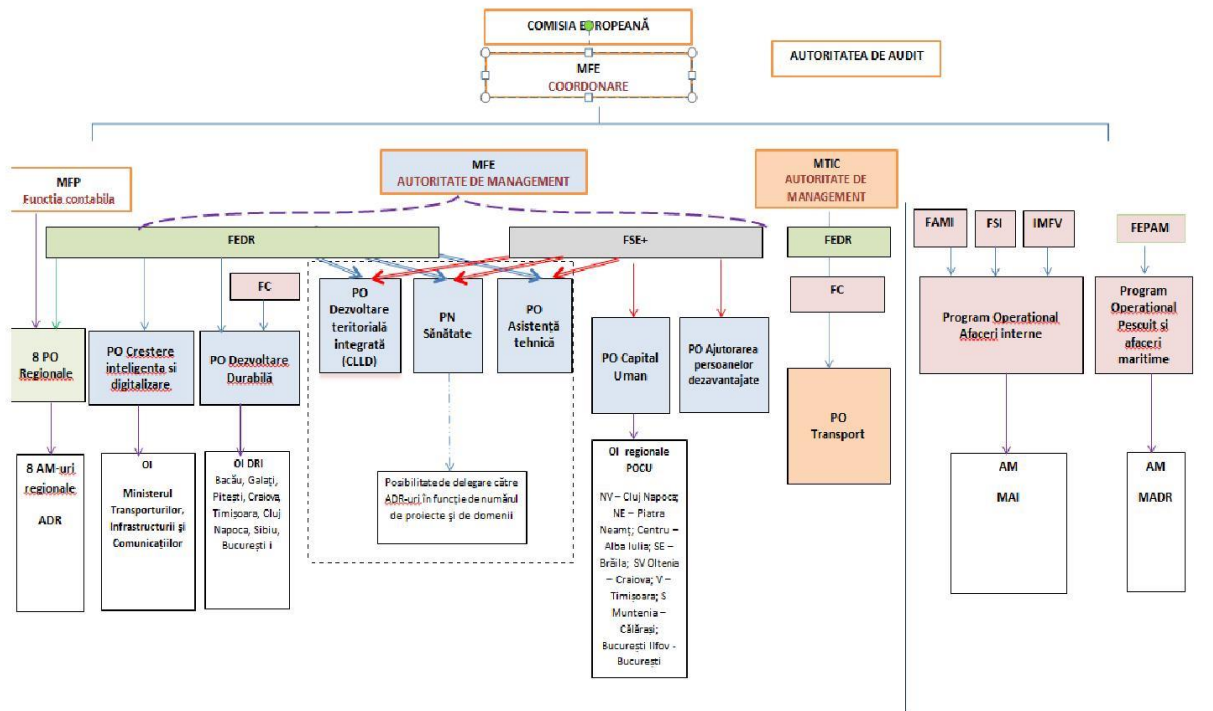 COMISIA EUROPEANĂ
MFE
COORDONARE
AUTORITATEA DE AUDIT
MFP
Functia contabila
MFE
AUTORITATE DE MANAGEMENT
MTIC
AUTORITATE DE
MANAGEMENT
FEDR
FSE+
FEDR
FAMI
FSI
IMFV
FEPAM
FC
FC
8 PO
Regionale
PO Crestere
inteligenta si
digitalizare
PO Dezvoltare
Durabilă
PO
Dezvoltare
teritorială
integrată
(CLLD)
PN
Sănătate
PO
Asistență
tehnică
PO Capital
Uman
PO Ajutorarea
persoanelor
dezavantajate
PO
Transport
Program Operational
Afaceri interne
Program
Operational
Pescuit si
afaceri
maritime
8 AM-uri
regionale
ADR
OI
Ministerul
Transporturilor,
Infrastructurii și
Comunicațiilor
OI DRI
Bacău, Galați,
Pitești, Craiova,
Timișoara, Cluj
Napoca, Sibiu,
București i
Posibilitate de delegare către
ADR-uri în funcție de numărul
de proiecte și de domenii
OI regionale
POCU
NV – Cluj Napoca;
NE – Piatra
Neamț; Centru –
Alba Iulia; SE –
Brăila; SV Oltenia
– Craiova; V –
Timișoara; S
Muntenia –
Călărași;
București Ilfov -
București
AM
MAI
AM
MADR